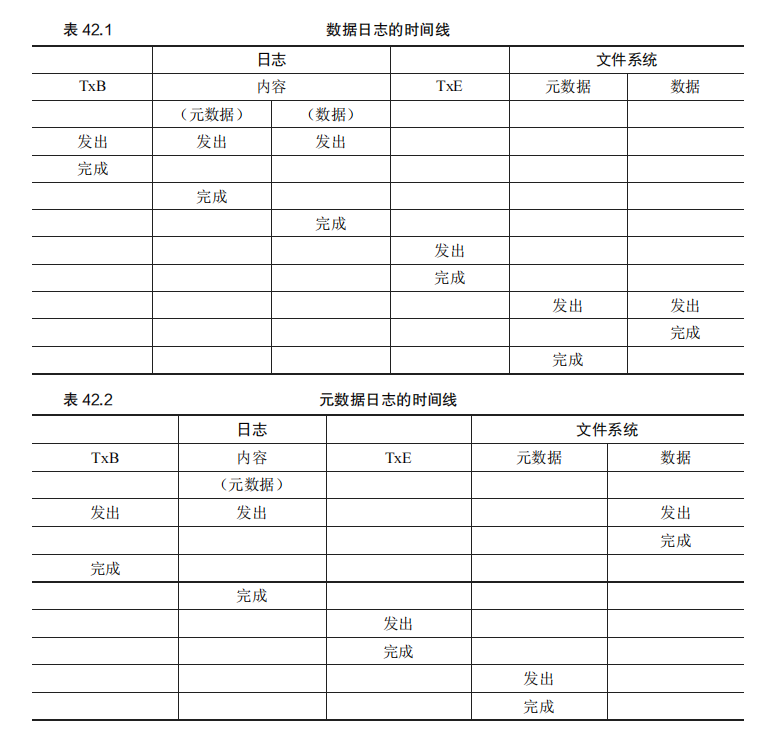 表 42.1 数据日志的时间线
日志 文件系统
TxB 内容 TxE 元数据 数据
（元数据） （数据）
发出 发出 发出
完成
完成
完成
发出
完成
发出 发出
完成
完成
表 42.2 元数据日志的时间线
日志 文件系统
TxB 内容 TxE 元数据 数据
（元数据）
发出 发出 发出
完成
完成
完成
发出
完成
发出
完成